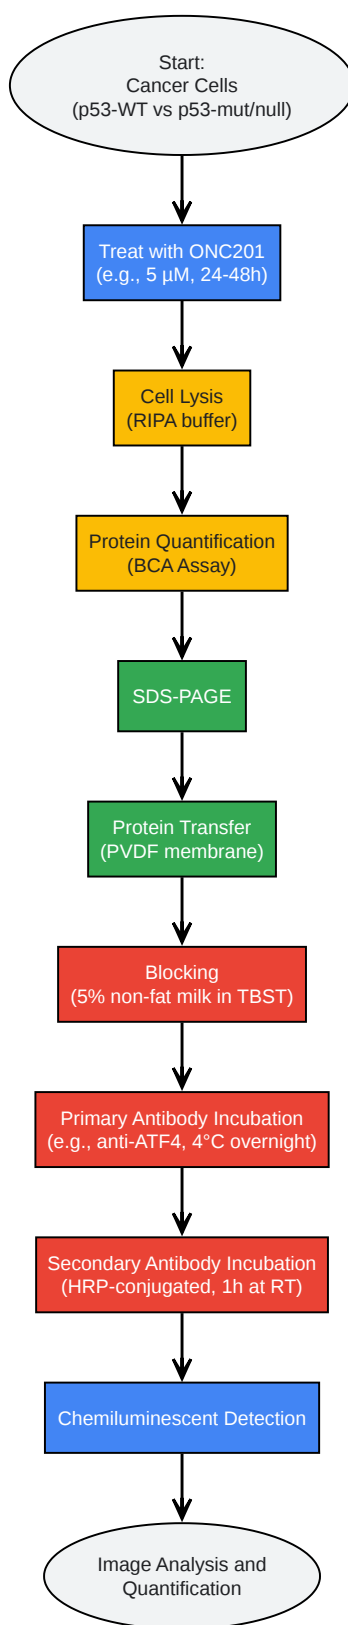 Start:
Cancer Cells
(p53-WT vs p53-mut/null)
Treat with ONC201
(e.g., 5 µM, 24-48h)
Cell Lysis
(RIPA buffer)
Protein Quantification
(BCA Assay)
SDS-PAGE
Protein Transfer
(PVDF membrane)
Blocking
(5% non-fat milk in TBST)
Primary Antibody Incubation
(e.g., anti-ATF4, 4°C overnight)
Secondary Antibody Incubation
(HRP-conjugated, 1h at RT)
Chemiluminescent Detection
Image Analysis and
Quantification